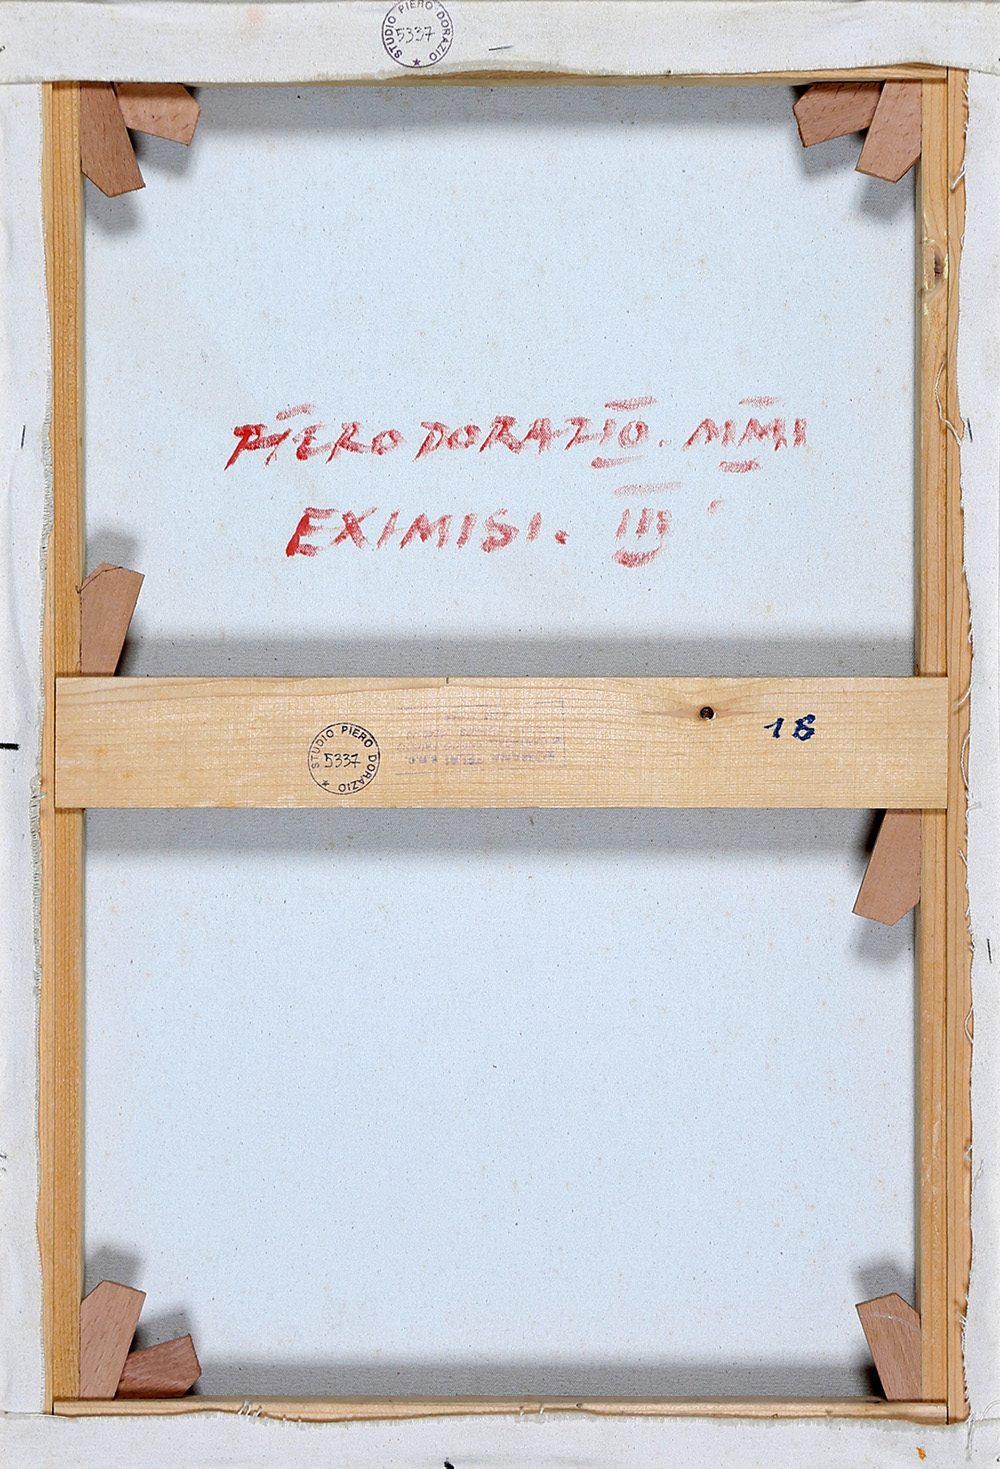 STUDIO PIERO DORAZIO
5337
PIERO DORAZIO. MMI
EXIMISI. III
STUDIO PIERO DORAZIO
5337
18